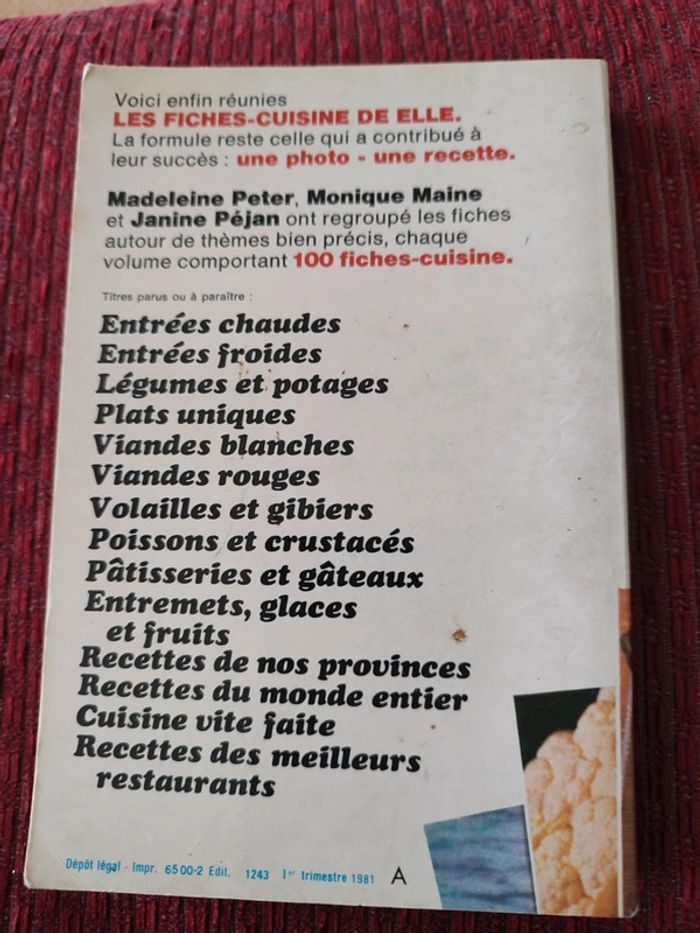 Voici enfin réunies
LES FICHES-CUISINE DE ELLE.
La formule reste celle qui a contribué à
leur succès : une photo - une recette.
Madeleine Peter, Monique Maine
et Janine Péjan ont regroupé les fiches
autour de thèmes bien précis, chaque
volume comportant 100 fiches-cuisine.
Titres parus ou à paraître :
Entrées chaudes
Entrées froides
Légumes et potages
Plats uniques
Viandes blanches
Viandes rouges
Volailles et gibiers
Poissons et crustacés
Pâtisseries et gâteaux
Entremets, glaces
et fruits
Recettes de nos provinces
Recettes du monde entier
Cuisine vite faite
Recettes des meilleurs
restaurants
Dépôt légal - Impr. 6500-2 Edit. 1243 1er trimestre 1981 A